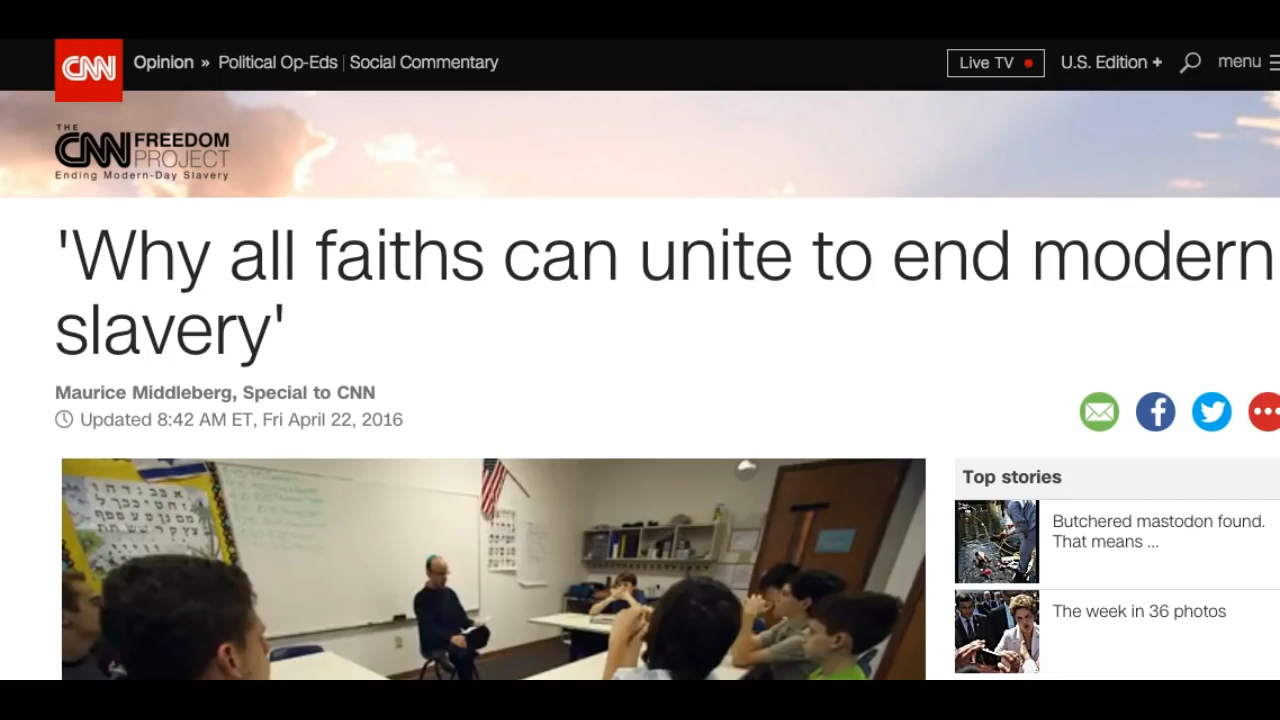 CNN Opinion » Political Op-Eds | Social Commentary
Live TV U.S. Edition + menu
THE
CNN FREEDOM
PROJECT
Ending Modern-Day Slavery
'Why all faiths can unite to end modern
slavery'
Maurice Middleberg, Special to CNN
Updated 8:42 AM ET, Fri April 22, 2016
Top stories
Butchered mastodon found.
That means ...
The week in 36 photos